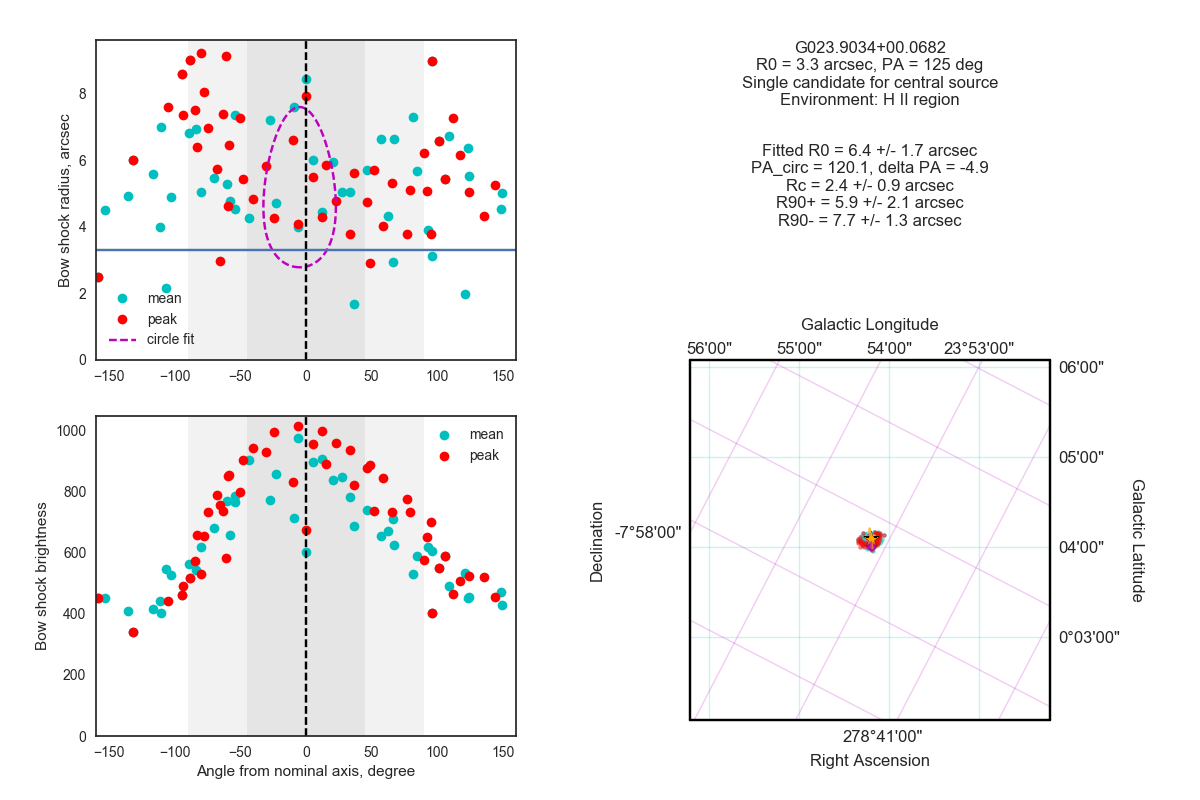 Bow shock radius, arcsec
8
6
4
2
0
mean
peak
circle fit
−150
−100
−50
0
50
100
150
G023.9034+00.0682
R0 = 3.3 arcsec, PA = 125 deg
Single candidate for central source
Environment: H II region
Fitted R0 = 6.4 +/- 1.7 arcsec
PA_circ = 120.1, delta PA = -4.9
Rc = 2.4 +/- 0.9 arcsec
R90+ = 5.9 +/- 2.1 arcsec
R90- = 7.7 +/- 1.3 arcsec
Bow shock brightness
1000
800
600
400
200
0
mean
peak
−150
−100
−50
0
50
100
150
Angle from nominal axis, degree
Galactic Longitude
56'00"
55'00"
54'00"
23°53'00"
06'00"
05'00"
04'00"
0°03'00"
Galactic Latitude
Declination
-7°58'00"
278°41'00"
Right Ascension